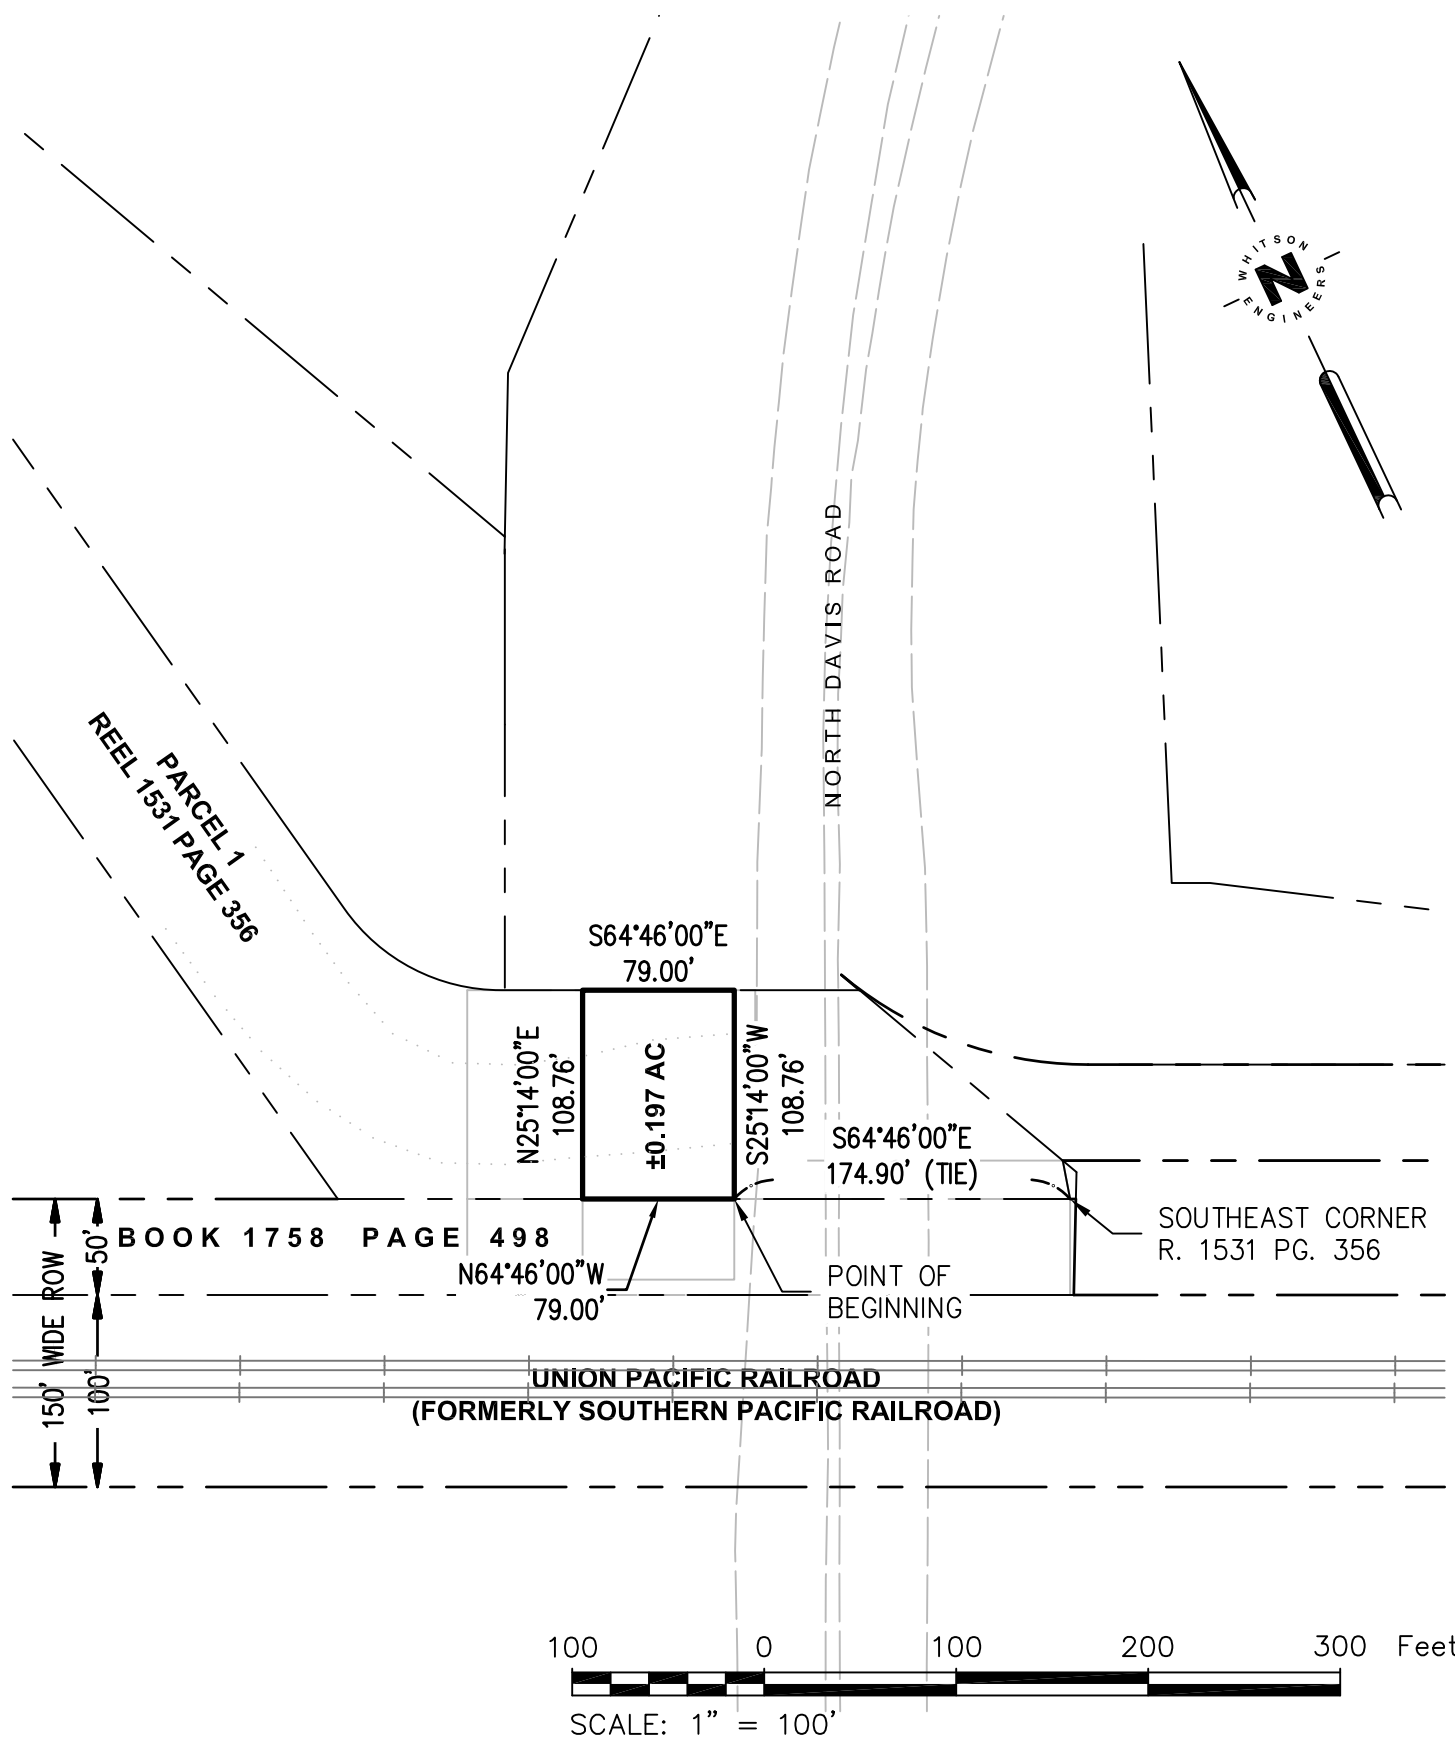 WHITSON
N
ENGINEERS
NORTH DAVIS ROAD
PARCEL 1
REEL 1531 PAGE 356
S64°46'00"E
79.00'
N25°14'00"E
108.76'
±0.197 AC
S25°14'00"W
108.76'
S64°46'00"E
174.90' (TIE)
SOUTHEAST CORNER
R. 1531 PG. 356
BOOK 1758 PAGE 498
N64°46'00"W
79.00'
POINT OF
BEGINNING
150' WIDE ROW
50'
100'
UNION PACIFIC RAILROAD
(FORMERLY SOUTHERN PACIFIC RAILROAD)
100 0 100 200 300 Feet
SCALE: 1" = 100'